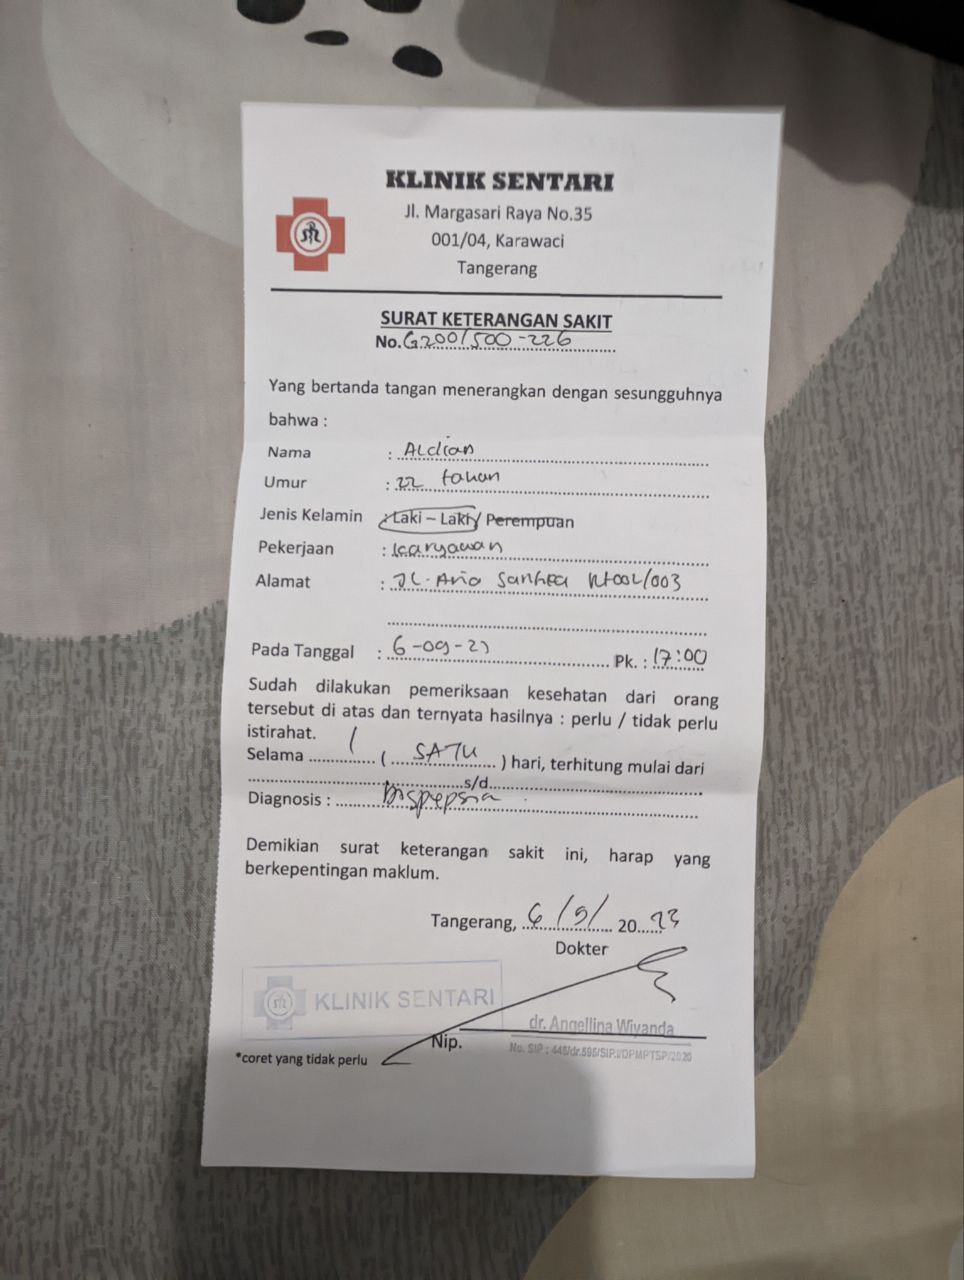 KLINIK SENTARI
Jl. Margasari Raya No.35
001/04, Karawaci
Tangerang
SURAT KETERANGAN SAKIT
No. G200/500-226
Yang bertanda tangan menerangkan dengan sesungguhnya
bahwa :
Nama : Aldian
Umur : 22 tahun
Jenis Kelamin : Laki – Laki / Perempuan
Pekerjaan : karyawan
Alamat : JL. Aria /003
Pada Tanggal : 6-09-23 Pk. : 17:00
Sudah dilakukan pemeriksaan kesehatan dari orang
tersebut di atas dan ternyata hasilnya : perlu / tidak perlu
istirahat.
Selama 1 ( SATU ) hari, terhitung mulai dari
s/d
Diagnosis : Dispepsia
Demikian surat keterangan sakit ini, harap yang
berkepentingan maklum.
Tangerang, 6/9/ 2023
Dokter
KLINIK SENTARI
dr. Angellina Wiyanda
Nip.
No. SIP : 446/dr.595/SIP.I/DPMPTSP/2020
*coret yang tidak perlu